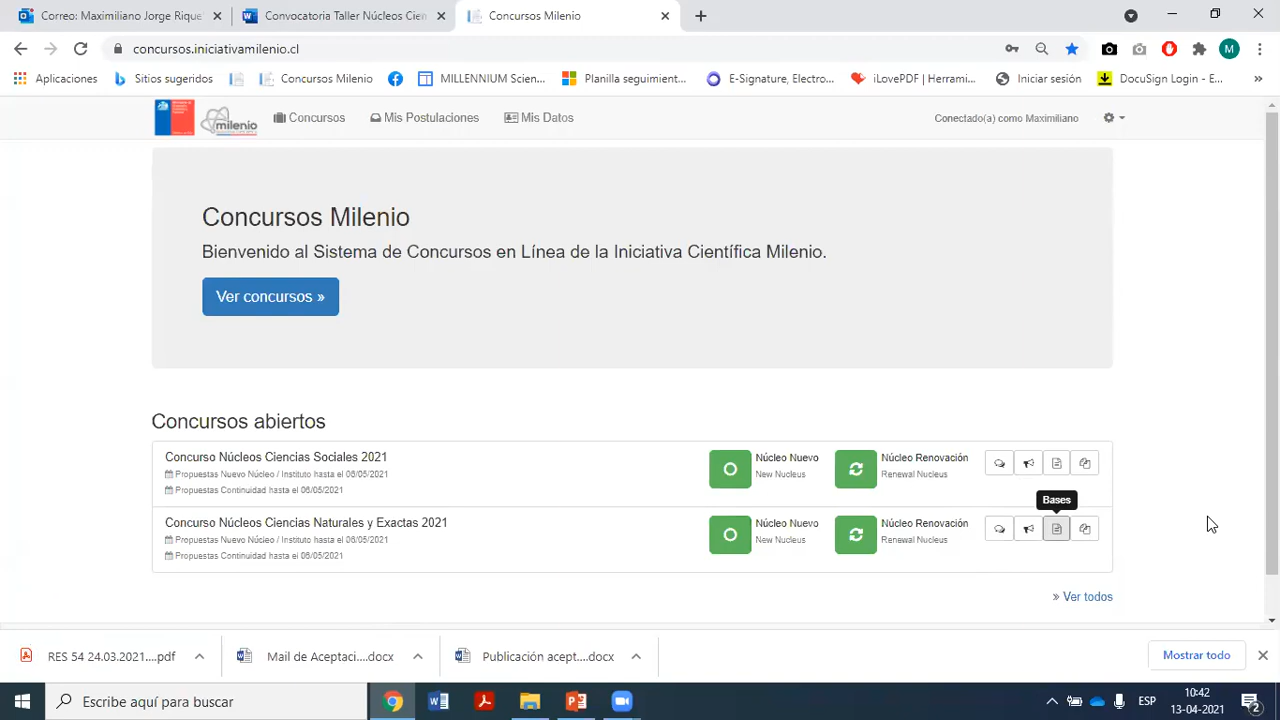 Correo: Maximiliano Jorge Rique
Convocatoria Taller Núcleos Cien
Concursos Milenio
concursos.iniciativamilenio.cl
M
Aplicaciones
Sitios sugeridos
Concursos Milenio
MILLENNIUM Scien...
Planilla seguimient...
E-Signature, Electro...
iLovePDF | Herrami...
Iniciar sesión
DocuSign Login - E...
»
milenio
Concursos
Mis Postulaciones
Mis Datos
Conectado(a) como Maximiliano
Concursos Milenio
Bienvenido al Sistema de Concursos en Línea de la Iniciativa Científica Milenio.
Ver concursos »
Concursos abiertos
Concurso Núcleos Ciencias Sociales 2021
Propuestas Nuevo Núcleo / Instituto hasta el 06/05/2021
Propuestas Continuidad hasta el 06/05/2021
Núcleo Nuevo
New Nucleus
Núcleo Renovación
Renewal Nucleus
Bases
Concurso Núcleos Ciencias Naturales y Exactas 2021
Propuestas Nuevo Núcleo / Instituto hasta el 06/05/2021
Propuestas Continuidad hasta el 06/05/2021
Núcleo Nuevo
New Nucleus
Núcleo Renovación
Renewal Nucleus
» Ver todos
RES 54 24.03.2021....pdf
Mail de Aceptaci....docx
Publicación acept....docx
Mostrar todo
Escribe aquí para buscar
ESP
10:42
13-04-2021
2